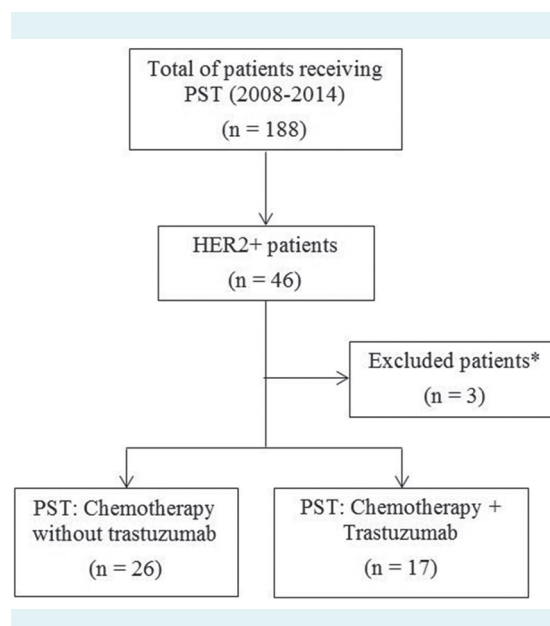 Total of patients receiving
PST (2008-2014)
(n = 188)
HER2+ patients
(n = 46)
Excluded patients*
(n = 3)
PST: Chemotherapy
without trastuzumab
(n = 26)
PST: Chemotherapy +
Trastuzumab
(n = 17)